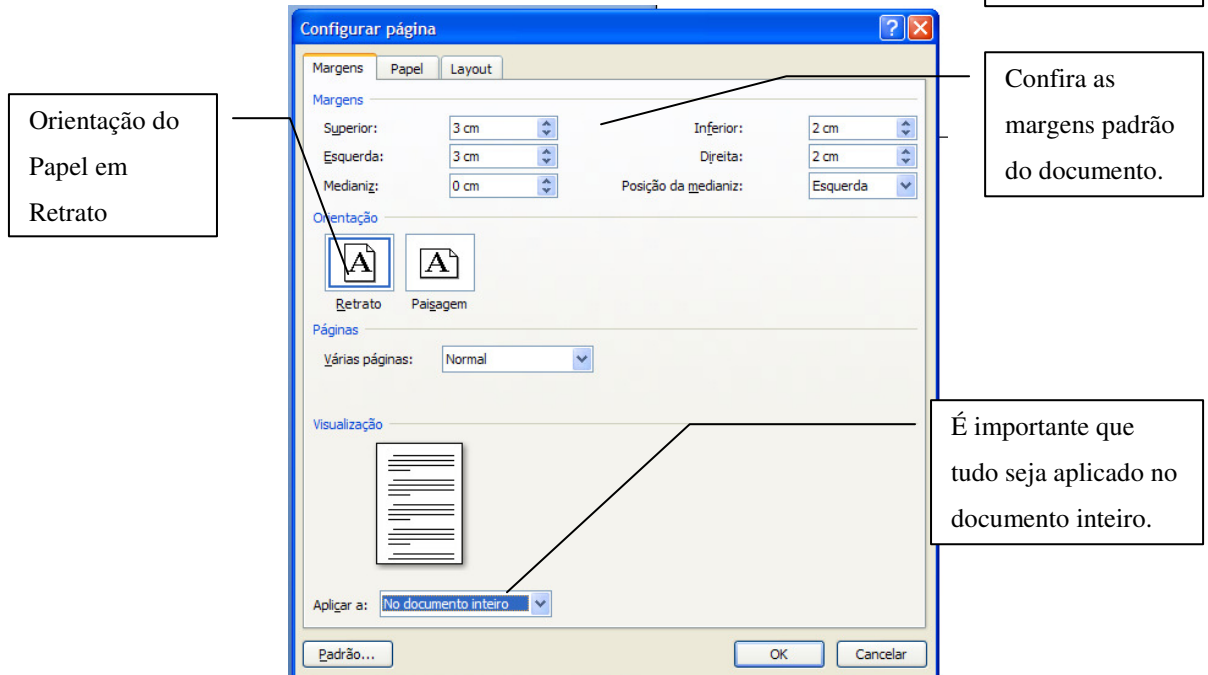 Configurar página
Margens Papel Layout
Margens
Superior: 3 cm Inferior: 2 cm
Esquerda: 3 cm Direita: 2 cm
Medianiz: 0 cm Posição da medianiz: Esquerda
Orientação
A A
Retrato Paisagem
Páginas
Várias páginas: Normal
Visualização
Aplicar a: No documento inteiro
Padrão... OK Cancelar
Orientação do
Papel em
Retrato
Confira as
margens padrão
do documento.
É importante que
tudo seja aplicado no
documento inteiro.